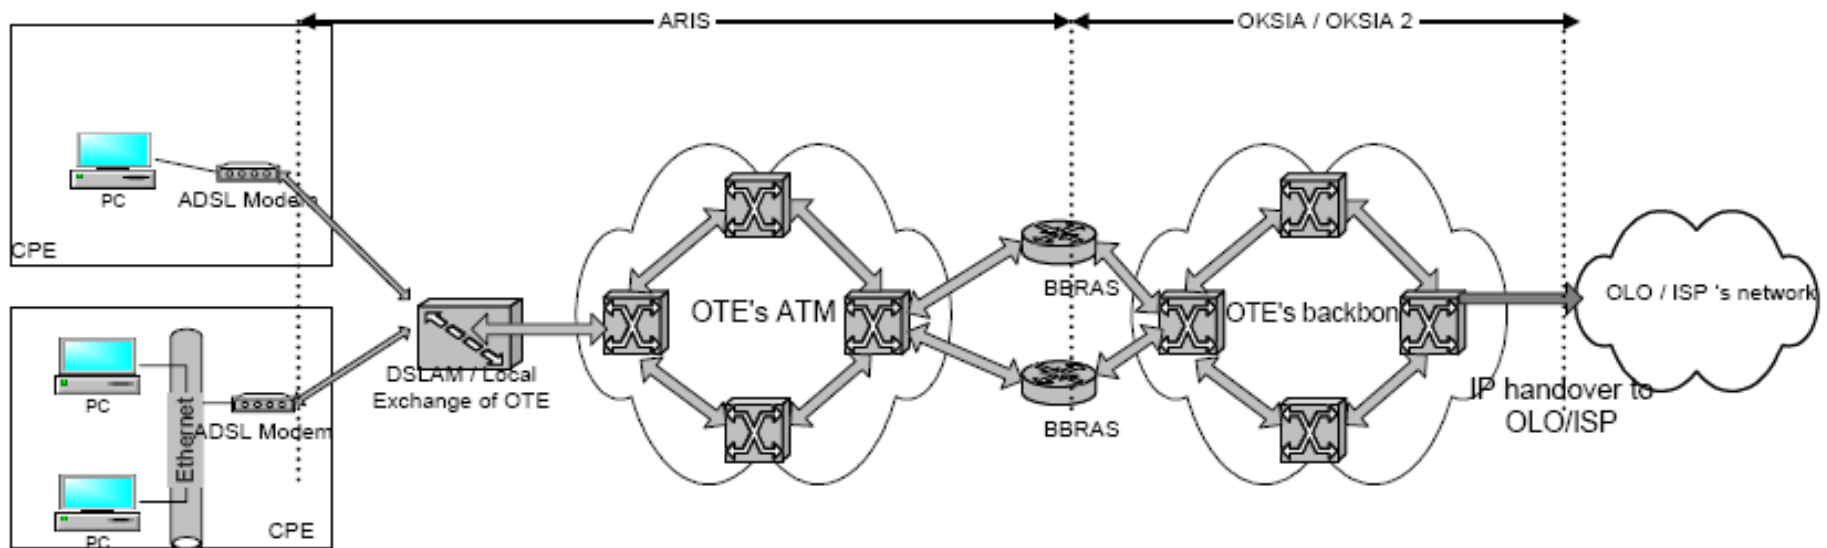 ARIS
OKSIA / OKSIA 2
PC
ADSL Modem
CPE
PC
Ethernet
ADSL Modem
PC
CPE
DSLAM / Local
Exchange of OTE
OTE's ATM
BBRAS
BBRAS
OTE's backbon
IP handover to
OLO/ISP
OLO / ISP 's network